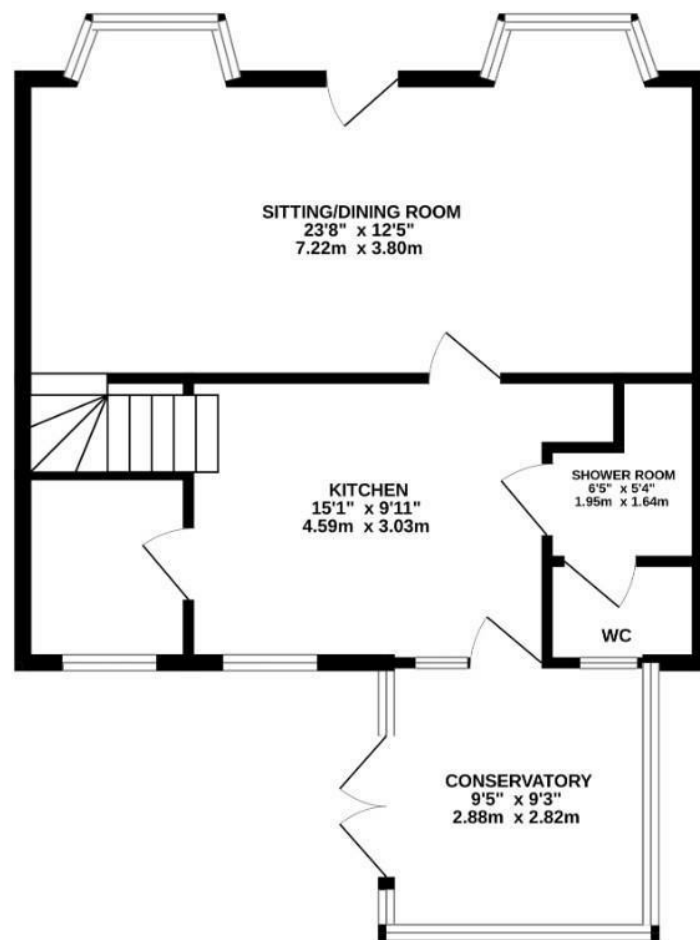 SITTING/DINING ROOM
23'8" x 12'5"
7.22m x 3.80m
KITCHEN
15'1" x 9'11"
4.59m x 3.03m
SHOWER ROOM
6'5" x 5'4"
1.95m x 1.64m
WC
CONSERVATORY
9'5" x 9'3"
2.88m x 2.82m